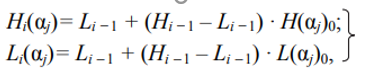 Hᵢ(αⱼ)= Lᵢ₋₁ + (Hᵢ₋₁ – Lᵢ₋₁) · H(αⱼ)₀;
Lᵢ(αⱼ)= Lᵢ₋₁ + (Hᵢ₋₁ – Lᵢ₋₁) · L(αⱼ)₀,